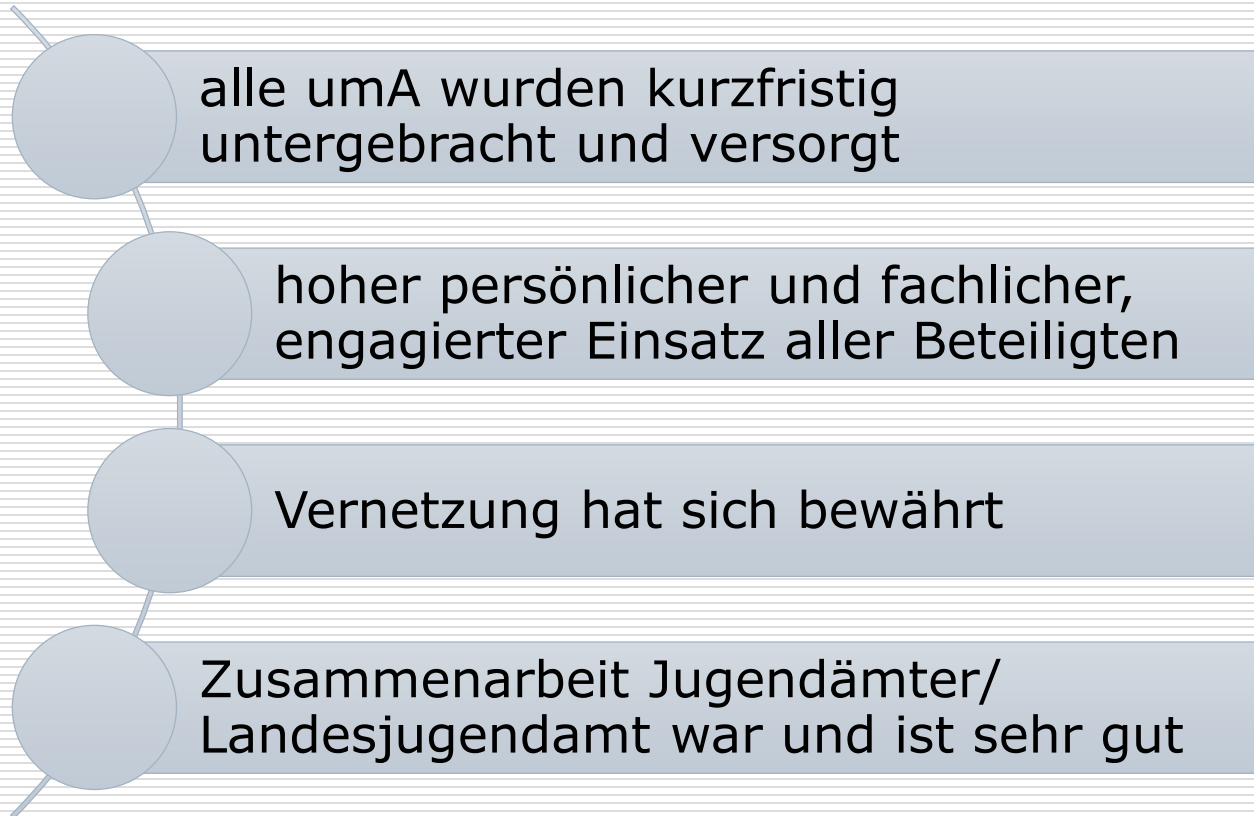 alle umA wurden kurzfristig
untergebracht und versorgt
hoher persönlicher und fachlicher,
engagierter Einsatz aller Beteiligten
Vernetzung hat sich bewährt
Zusammenarbeit Jugendämter/
Landesjugendamt war und ist sehr gut